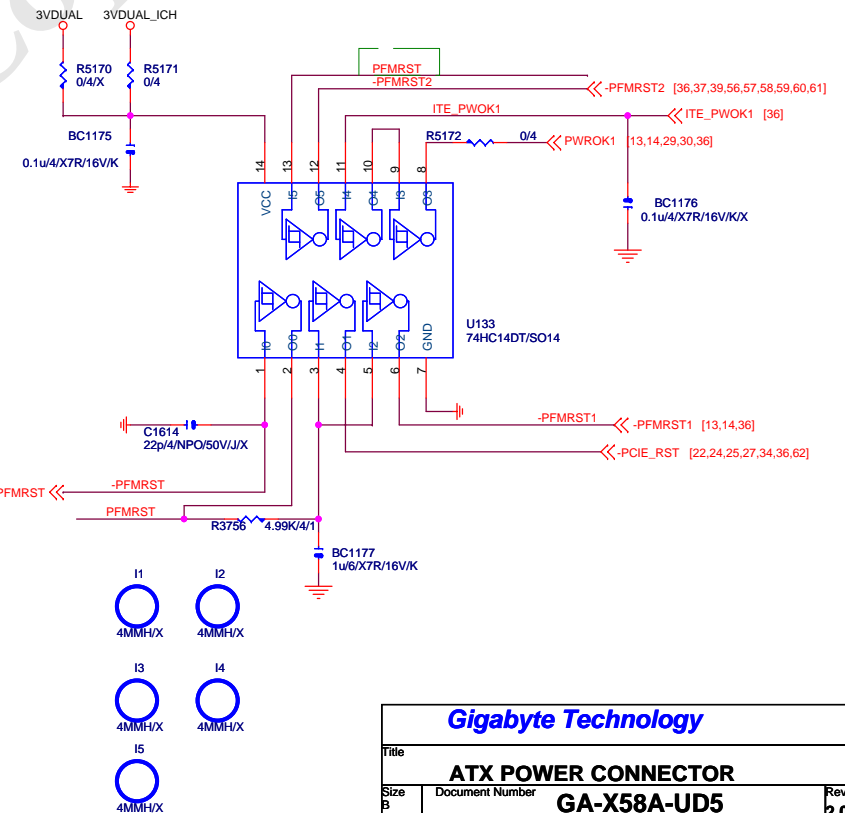 3VDUAL 3VDUAL_ICH
R5170
0/4/X
R5171
0/4
BC1175
0.1u/4/X7R/16V/K
PFMRST
-PFMRST2
-PFMRST2 [36,37,39,56,57,58,59,60,61]
ITE_PWOK1
ITE_PWOK1 [36]
R5172 0/4
PWROK1 [13,14,29,30,36]
BC1176
0.1u/4/X7R/16V/K/X
14 13 12 11 10 9 8
VCC I5 O5 I4 O4 I3 O3
U133
74HC14DT/SO14
I0 O0 I1 O1 I2 O2 GND
1 2 3 4 5 6 7
C1614
22p/4/NPO/50V/J/X
-PFMRST1
-PFMRST1 [13,14,36]
-PCIE_RST [22,24,25,27,34,36,62]
PFMRST
-PFMRST
PFMRST
R3756 4.99K/4/1
BC1177
1u/6/X7R/16V/K
I1 I2
4MMH/X 4MMH/X
I3 I4
4MMH/X 4MMH/X
I5
4MMH/X
Gigabyte Technology
Title
ATX POWER CONNECTOR
Size
B
Document Number
GA-X58A-UD5
Rev